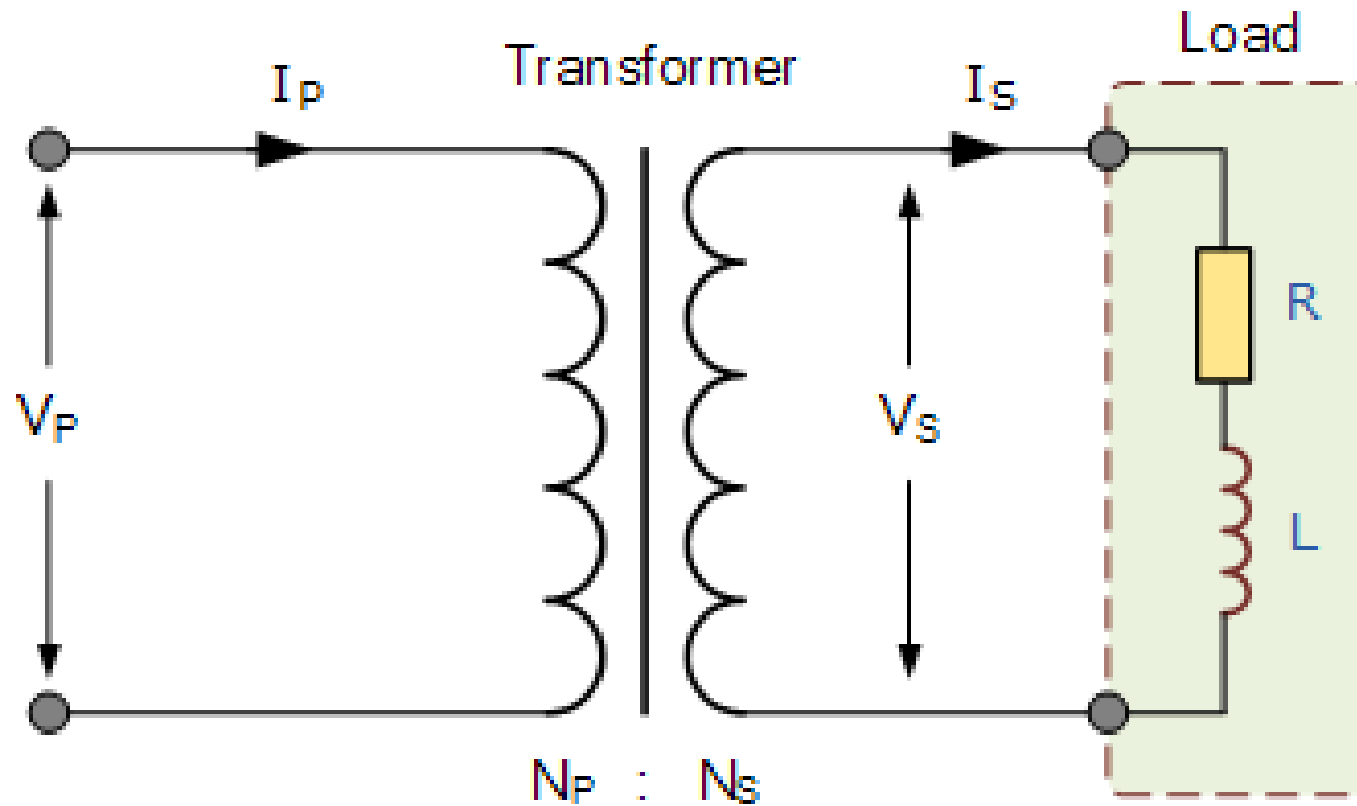 Load
Transformer
Iₚ
Iₛ
R
Vₚ
Vₛ
L
Nₚ : Nₛ